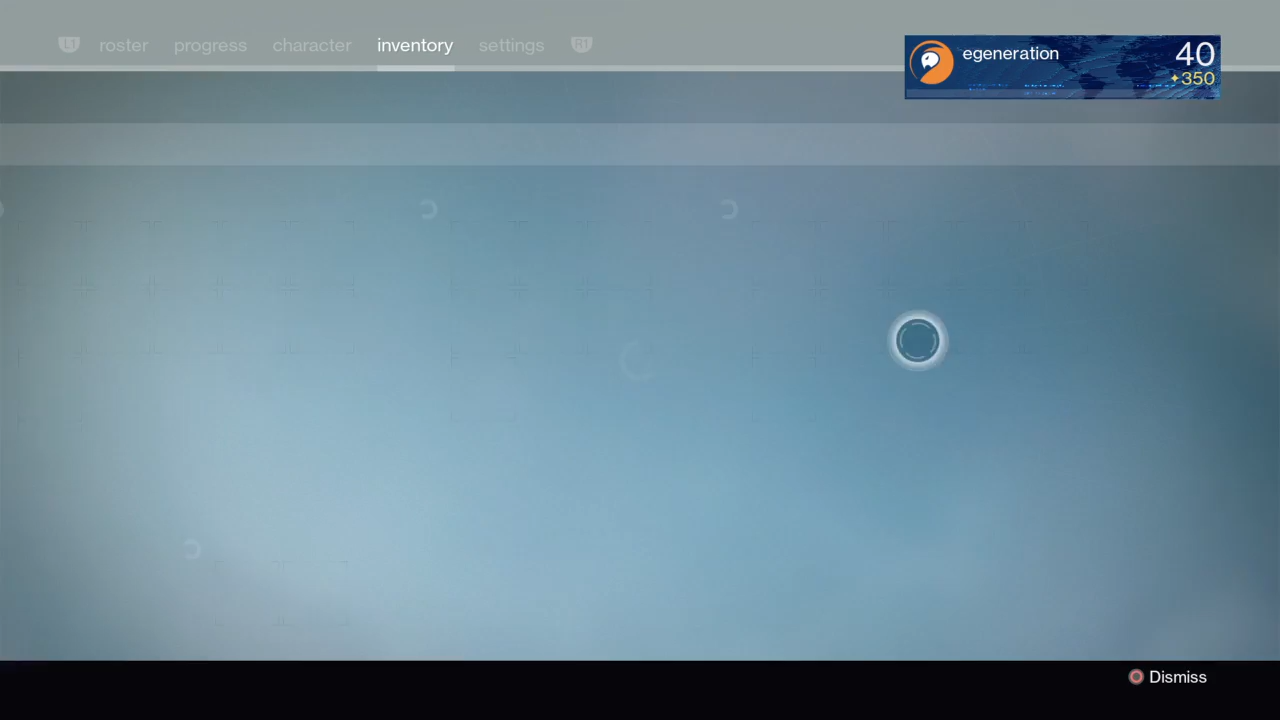 L1 roster progress character inventory settings R1
egeneration
40
+350
Dismiss